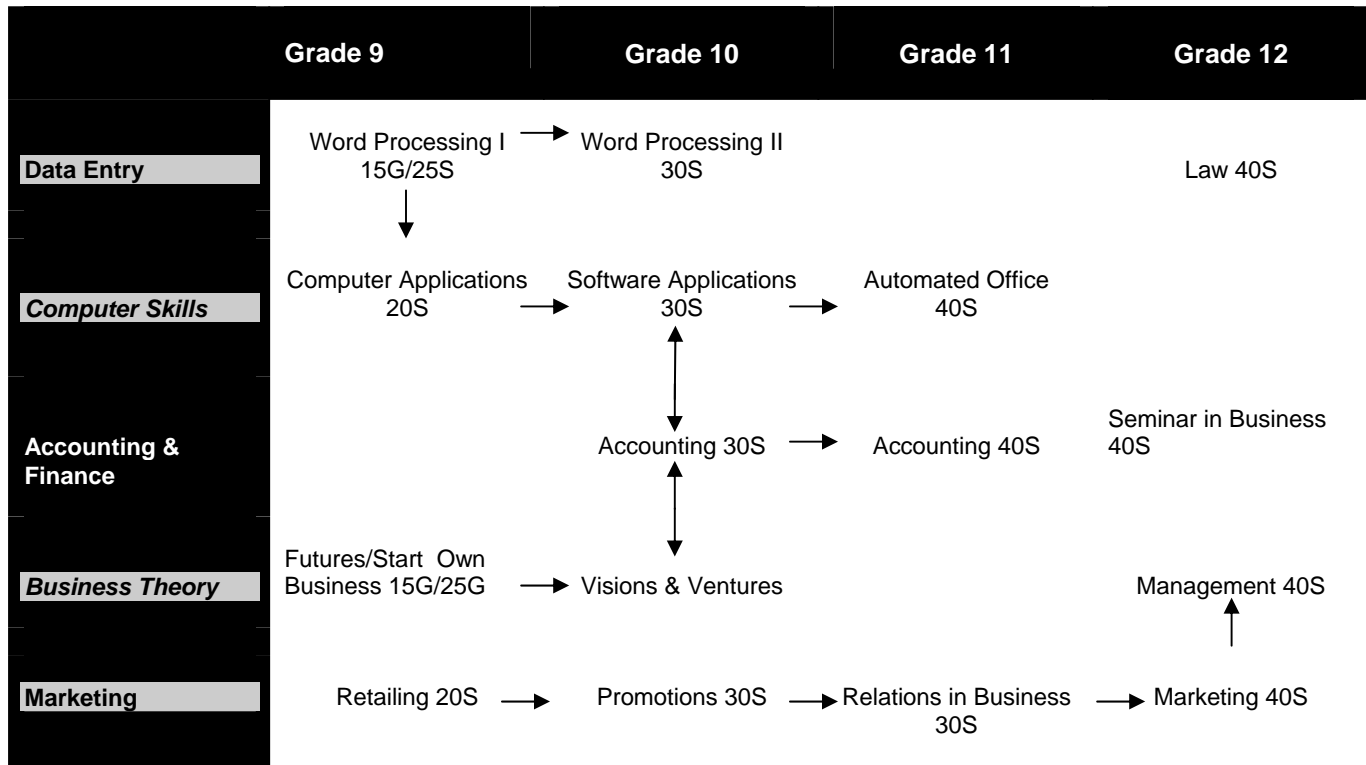 Grade 9 Grade 10 Grade 11 Grade 12
Data Entry
Word Processing I
15G/25S
Word Processing II
30S
Law 40S
Computer Skills
Computer Applications
20S
Software Applications
30S
Automated Office
40S
Accounting &
Finance
Accounting 30S
Accounting 40S
Seminar in Business
40S
Business Theory
Futures/Start Own
Business 15G/25G
Visions & Ventures
Management 40S
Marketing
Retailing 20S
Promotions 30S
Relations in Business
30S
Marketing 40S